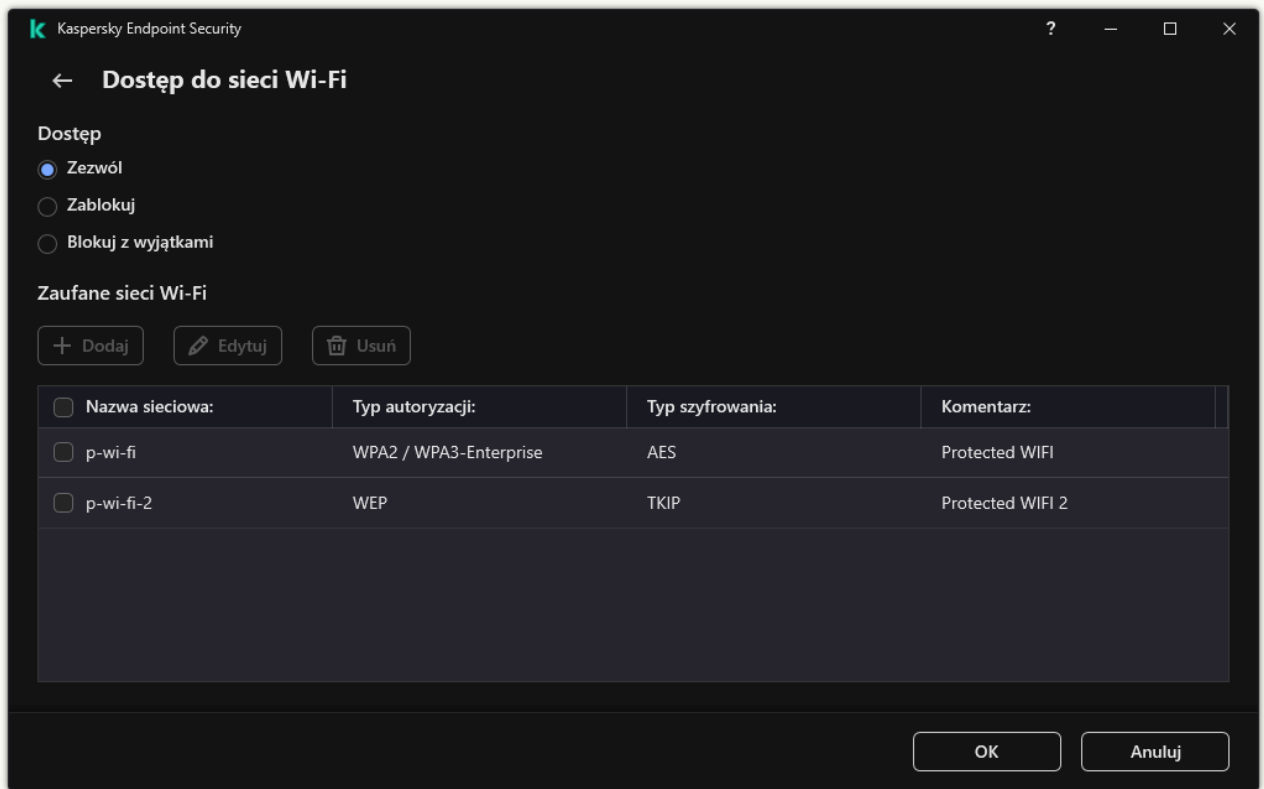 Kaspersky Endpoint Security
?
Dostęp do sieci Wi-Fi
Dostęp
Zezwól
Zablokuj
Blokuj z wyjątkami
Zaufane sieci Wi-Fi
Dodaj Edytuj Usuń
Nazwa sieciowa: Typ autoryzacji: Typ szyfrowania: Komentarz:
p-wi-fi WPA2 / WPA3-Enterprise AES Protected WIFI
p-wi-fi-2 WEP TKIP Protected WIFI 2
OK Anuluj